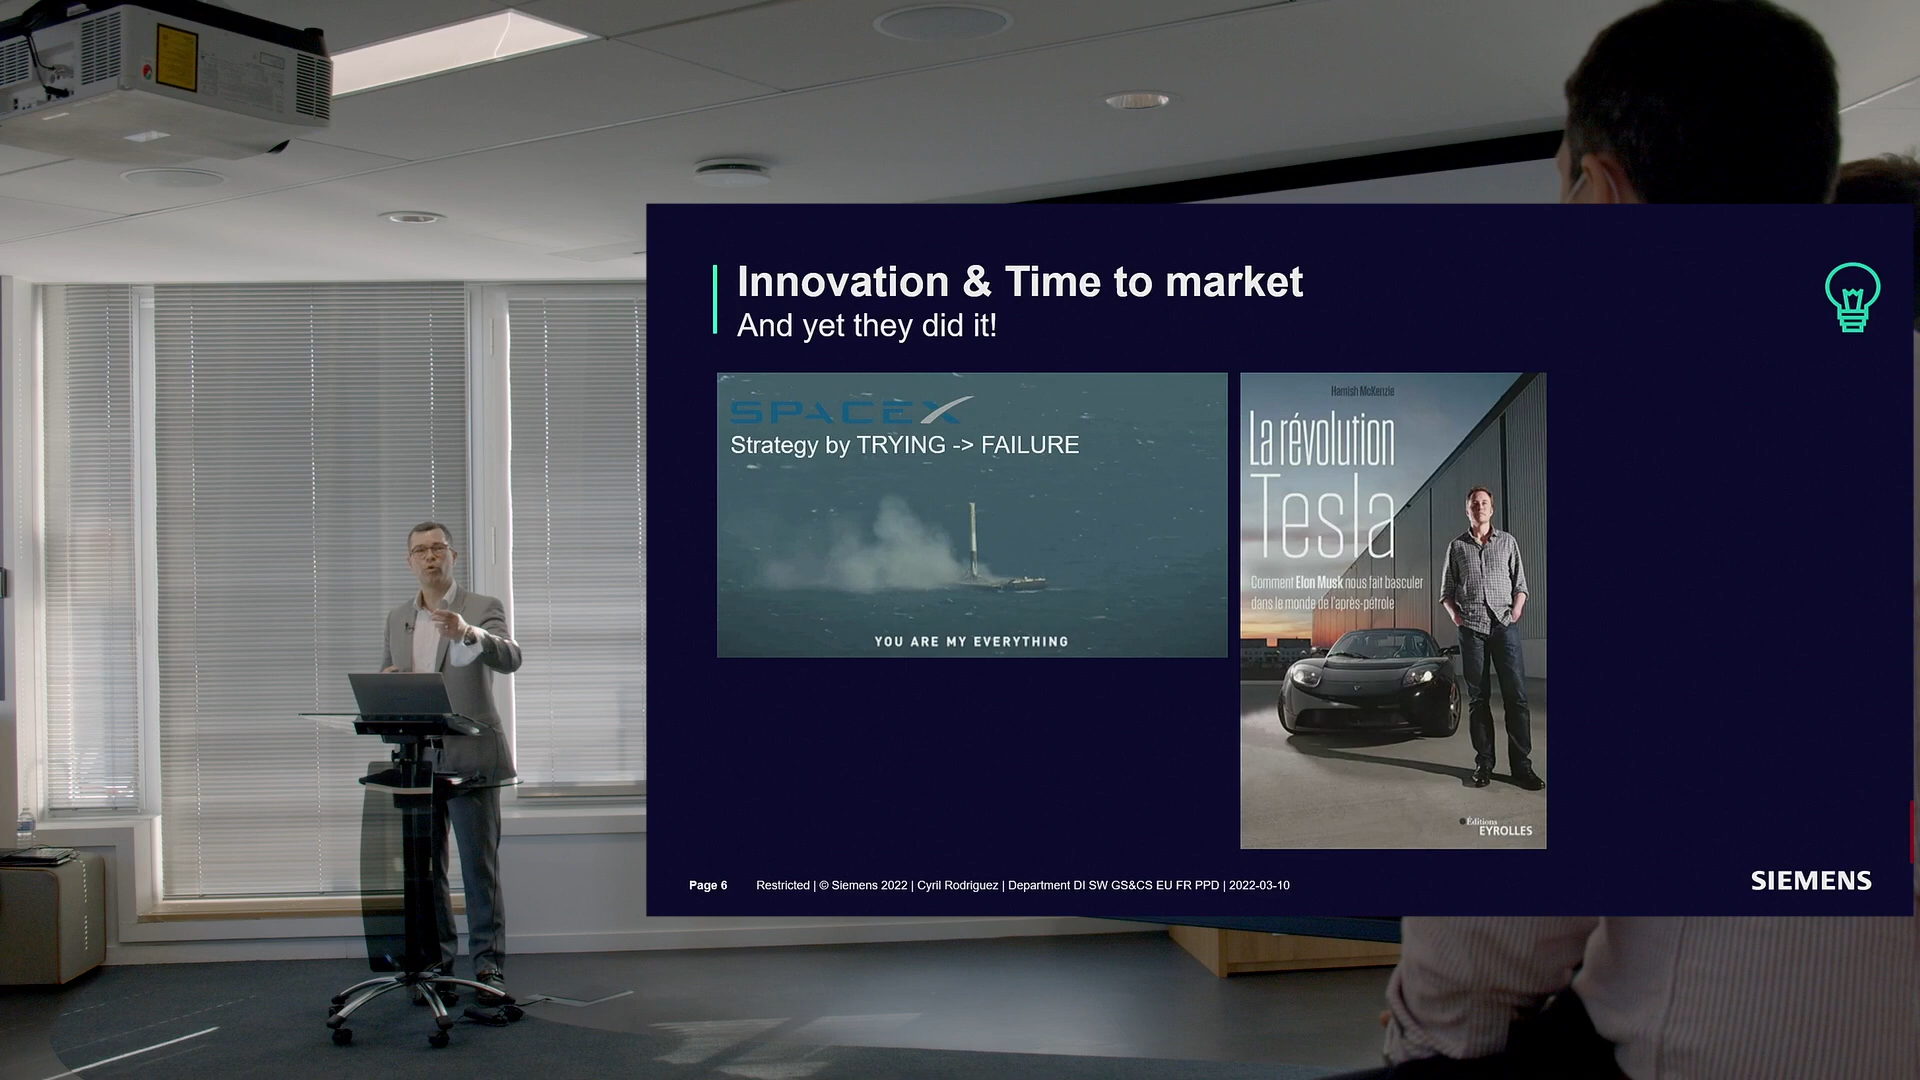 Innovation & Time to market
And yet they did it!
SPACEX
Strategy by TRYING -> FAILURE
YOU ARE MY EVERYTHING
Hamish McKenzie
La révolution
Tesla
Comment Elon Musk nous fait basculer
dans le monde de l'après-pétrole
Éditions
EYROLLES
Page 6 Restricted | © Siemens 2022 | Cyril Rodriguez | Department DI SW GS&CS EU FR PPD | 2022-03-10
SIEMENS